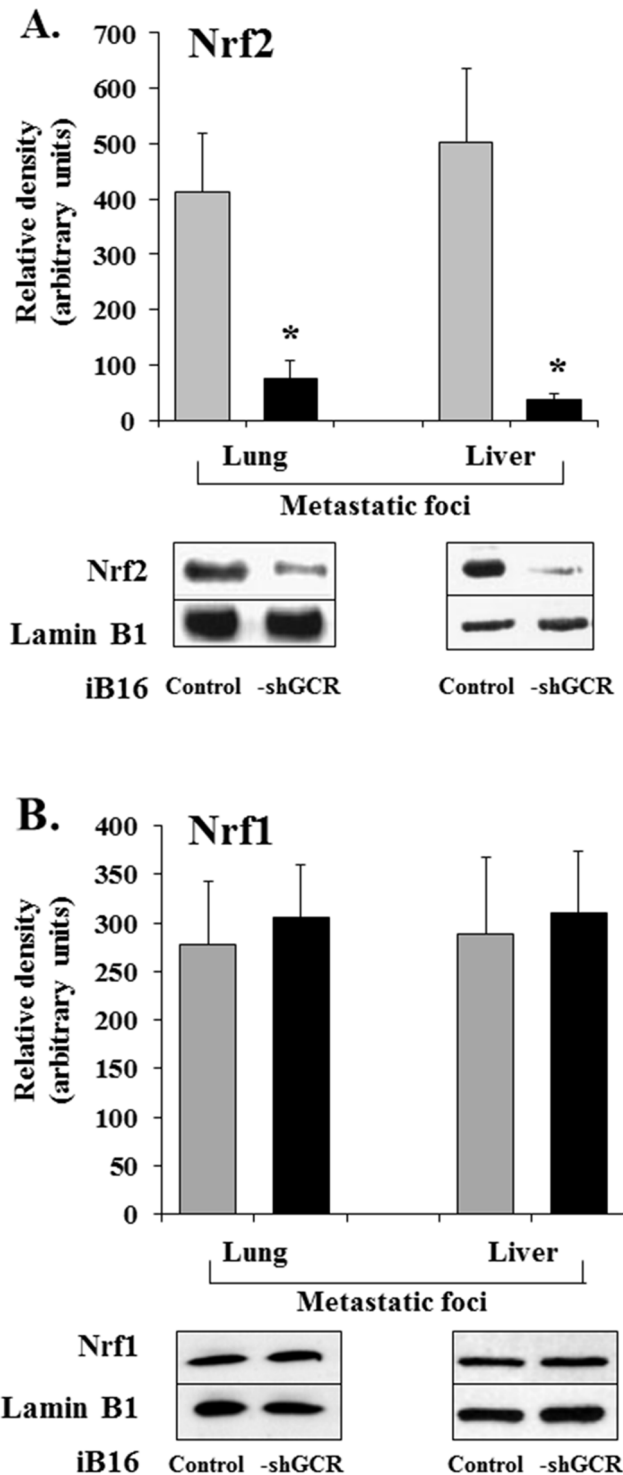 A.
Nrf2
Relative density
(arbitrary units)
700
600
500
400
300
200
100
0
*
*
Lung Liver
Metastatic foci
Nrf2
Lamin B1
iB16 Control -shGCR Control -shGCR
B.
Nrf1
Relative density
(arbitrary units)
400
350
300
250
200
150
100
50
0
Lung Liver
Metastatic foci
Nrf1
Lamin B1
iB16 Control -shGCR Control -shGCR